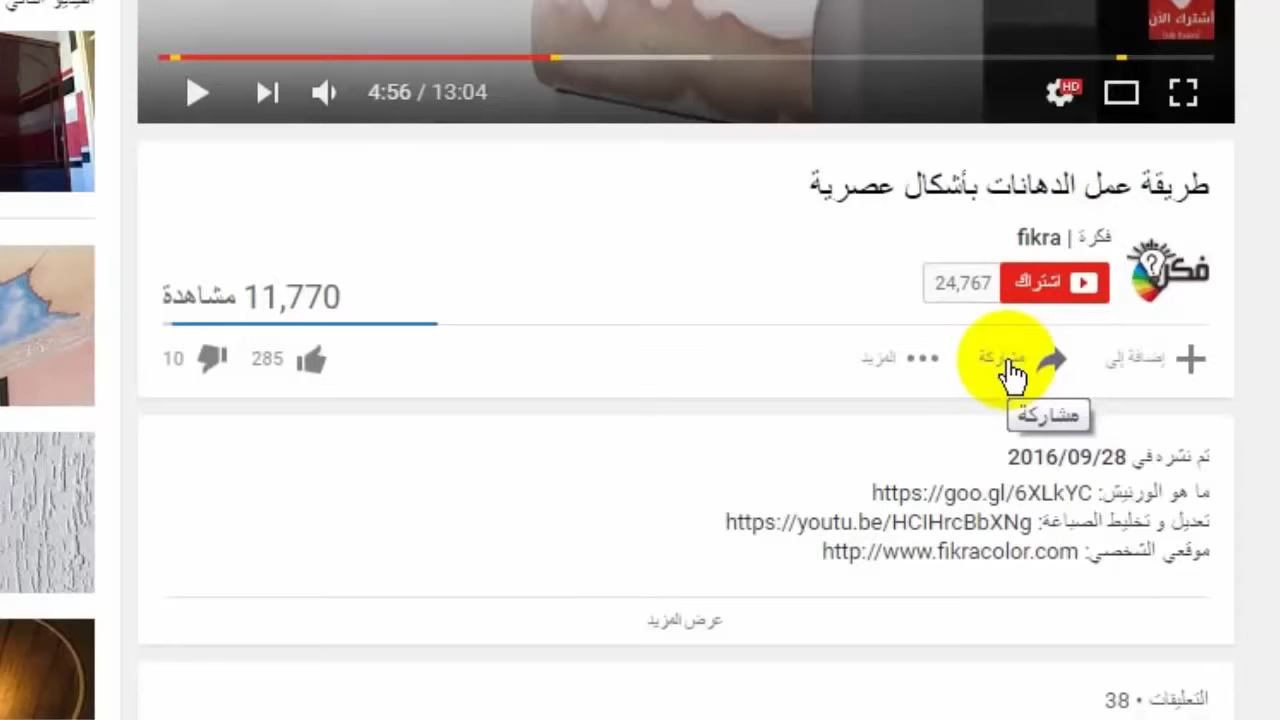 اشترك الآن
4:56 / 13:04
HD
طريقة عمل الدهانات بأشكال عصرية
فكرة | fikra
فكرة
اشتراك 24,767
11,770 مشاهدة
إضافة إلى
مشاركة
المزيد
285
10
مشاركة
تم نشره في 2016/09/28
ما هو الورنيش: https://goo.gl/6XLkYC
تعديل و تخليط الصباغة: https://youtu.be/HCIHrcBbXNg
موقعي الشخصي: http://www.fikracolor.com
عرض المزيد
التعليقات • 38